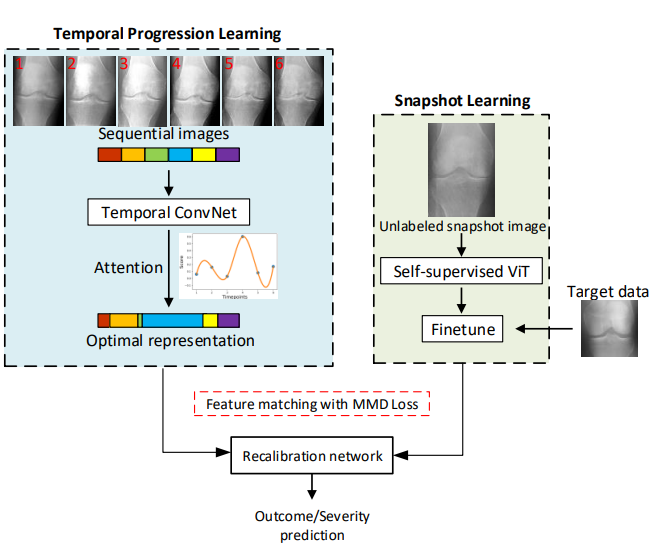 Temporal Progression Learning
1 2 3 4 5 6
Sequential images
Temporal ConvNet
Attention
Score
Timepoints
Optimal representation
Snapshot Learning
Unlabeled snapshot image
Self-supervised ViT
Target data
Finetune
Feature matching with MMD Loss
Recalibration network
Outcome/Severity
prediction